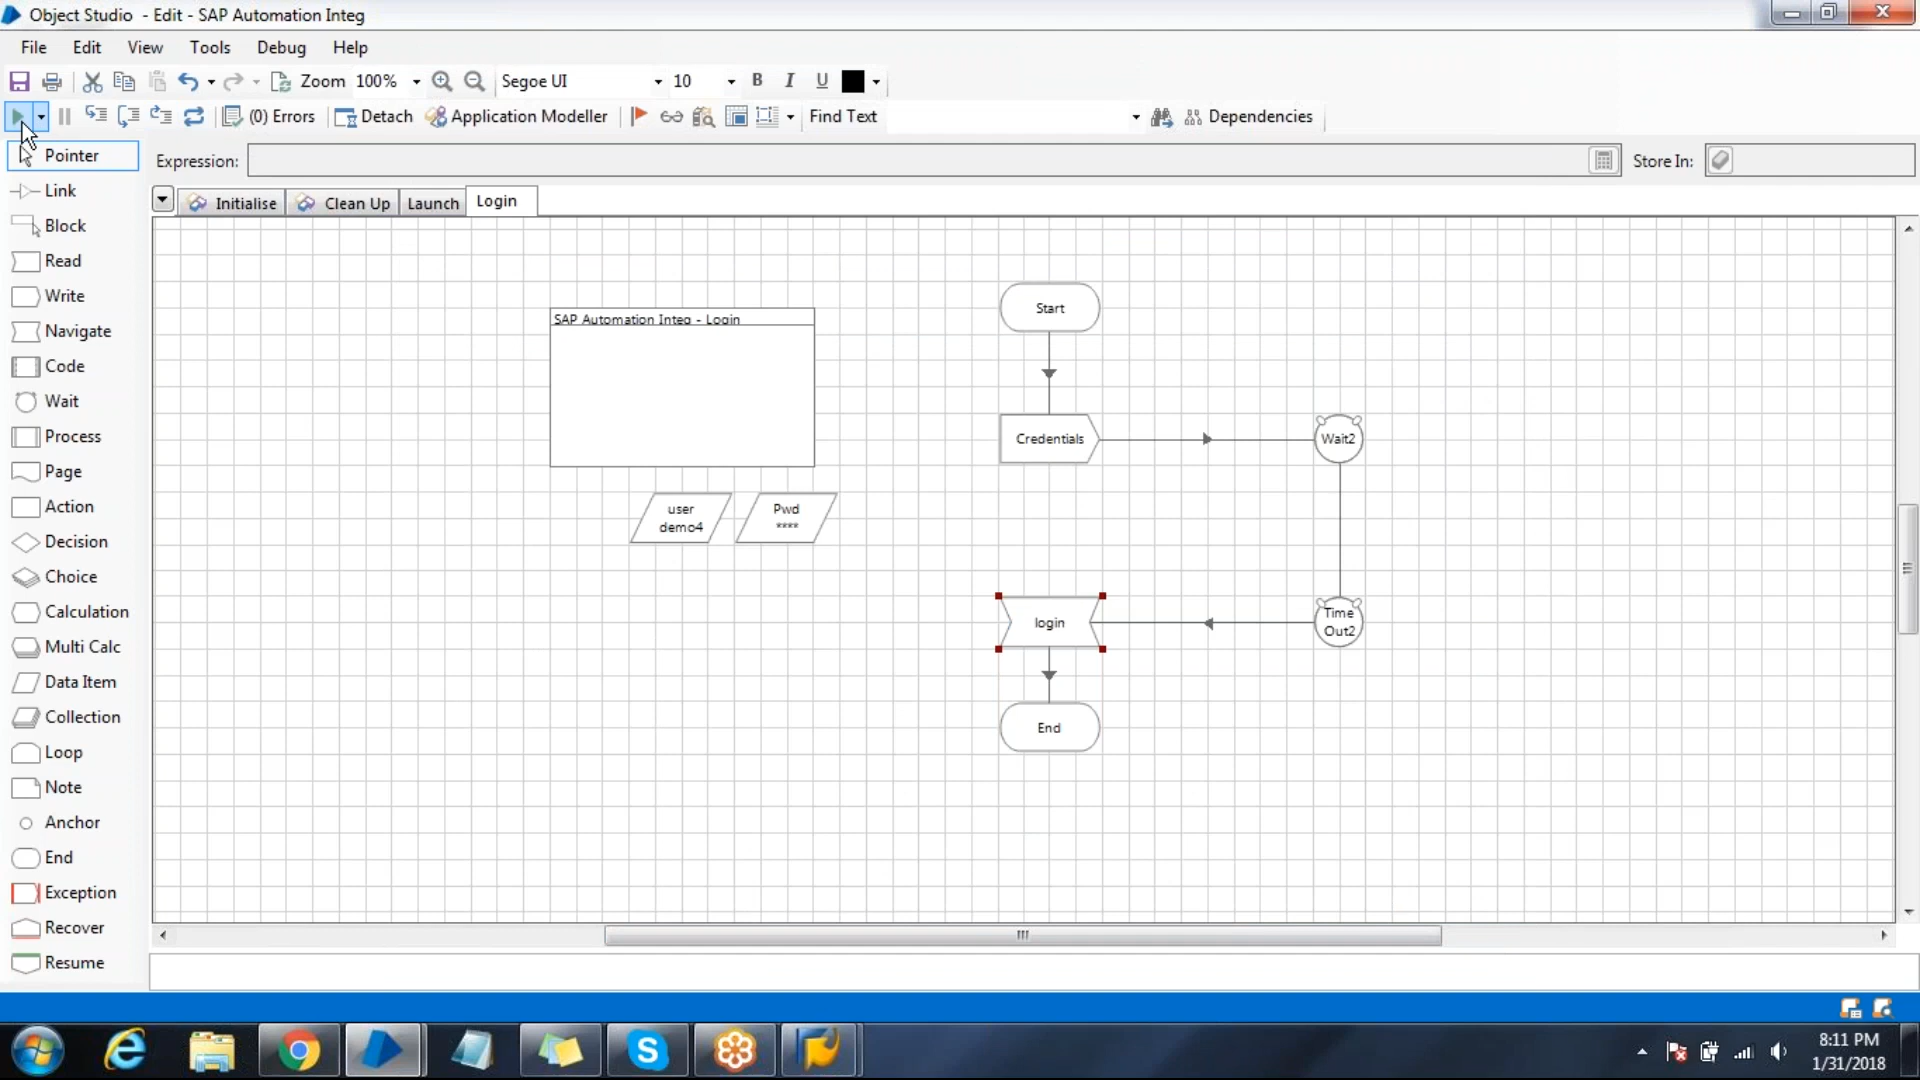 Object Studio - Edit - SAP Automation Integ
File Edit View Tools Debug Help
Zoom 100% Segoe UI 10 B I U
(0) Errors Detach Application Modeller Find Text Dependencies
Pointer
Expression: Store In:
Link
Initialise Clean Up Launch Login
Block
Read
Write
Navigate
Code
Wait
Process
Page
Action
Decision
Choice
Calculation
Multi Calc
Data Item
Collection
Loop
Note
Anchor
End
Exception
Recover
Resume
SAP Automation Integ - Login
user
demo4
Pwd
****
Start
Credentials
Wait2
Time
Out2
login
End
8:11 PM
1/31/2018